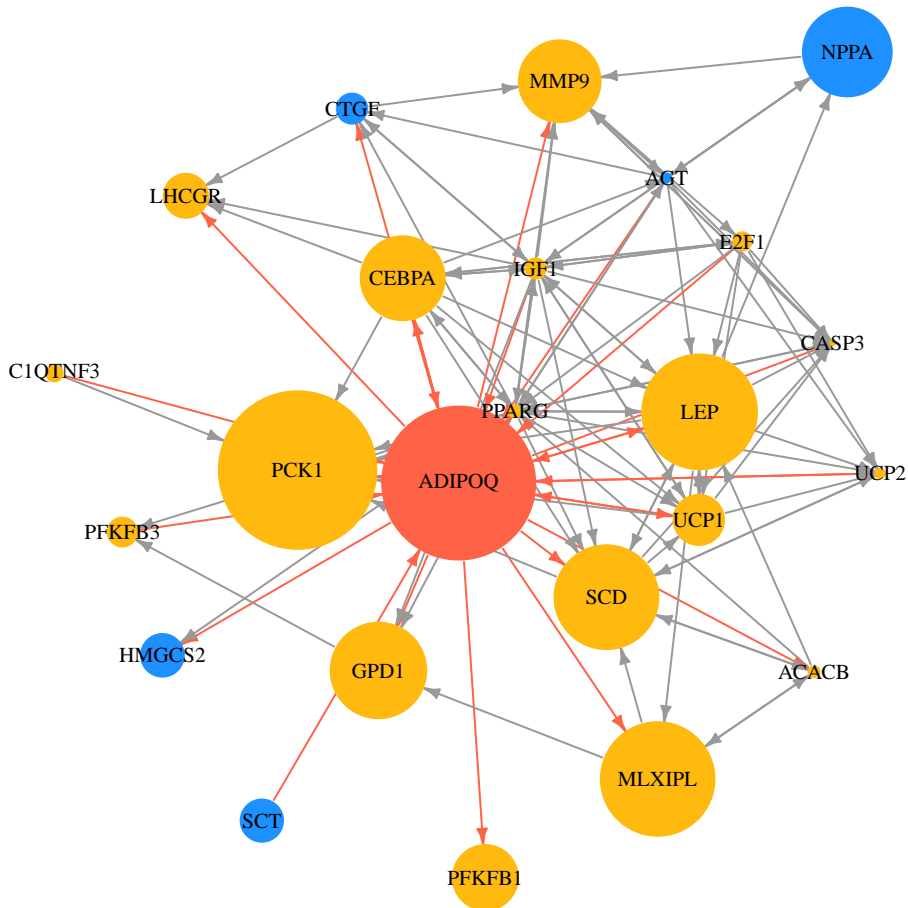 NPPA
MMP9
CTGF
AGT
LHCGR
E2F1
IGF1
CEBPA
CASP3
C1QTNF3
PPARG
LEP
PCK1
ADIPOQ
UCP2
UCP1
PFKFB3
SCD
HMGCS2
GPD1
ACACB
MLXIPL
SCT
PFKFB1